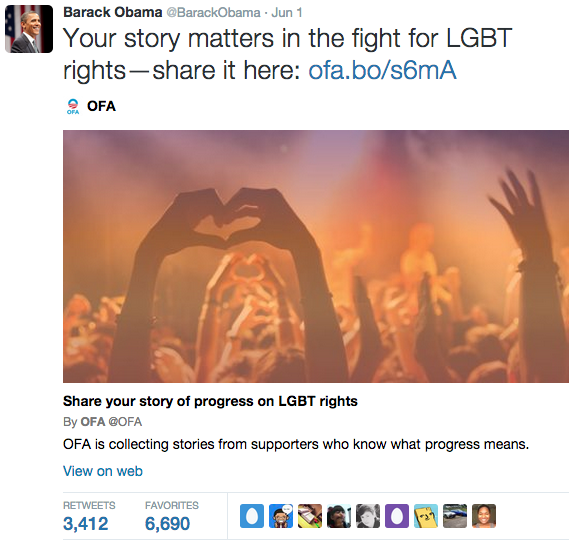 Barack Obama @BarackObama · Jun 1
Your story matters in the fight for LGBT
rights—share it here: ofa.bo/s6mA
OFA
OFA
Share your story of progress on LGBT rights
By OFA @OFA
OFA is collecting stories from supporters who know what progress means.
View on web
RETWEETS FAVORITES
3,412 6,690